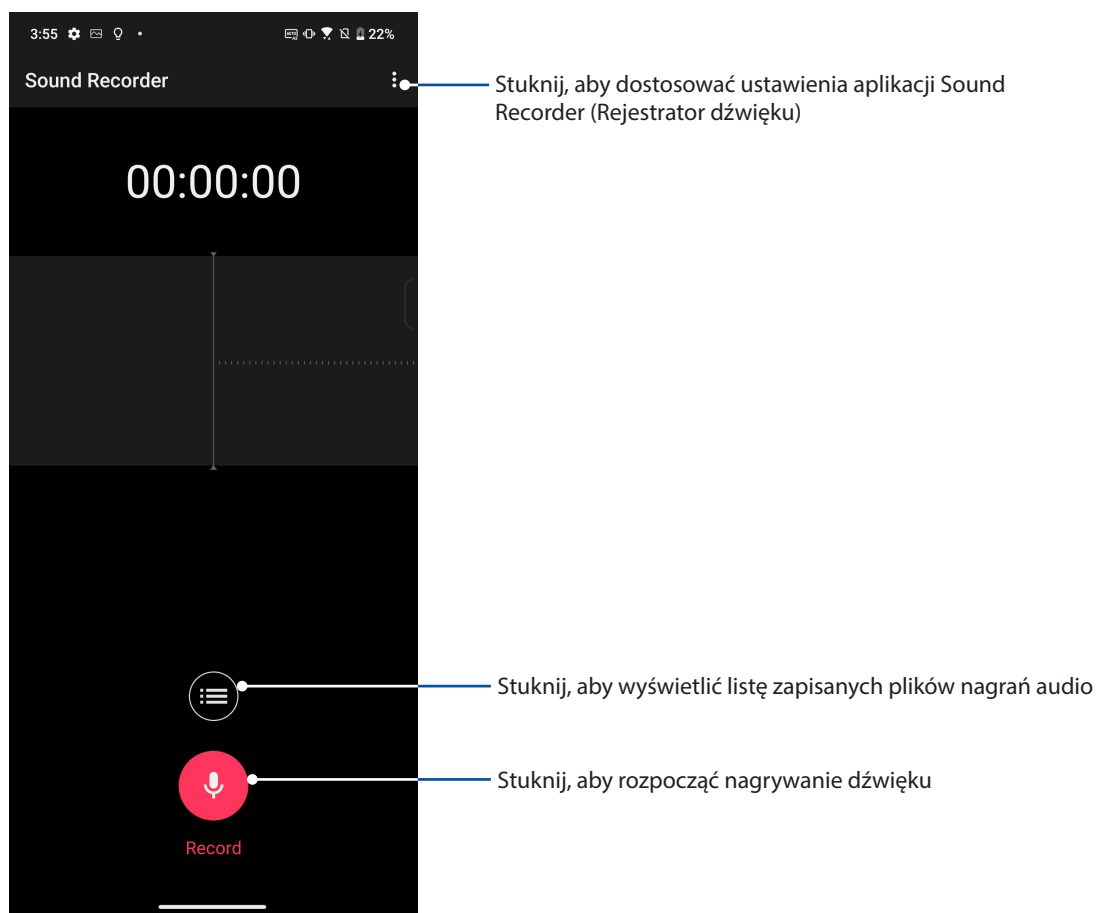 3:55 22%
Sound Recorder
Stuknij, aby dostosować ustawienia aplikacji Sound
Recorder (Rejestrator dźwięku)
00:00:00
Stuknij, aby wyświetlić listę zapisanych plików nagrań audio
Stuknij, aby rozpocząć nagrywanie dźwięku
Record